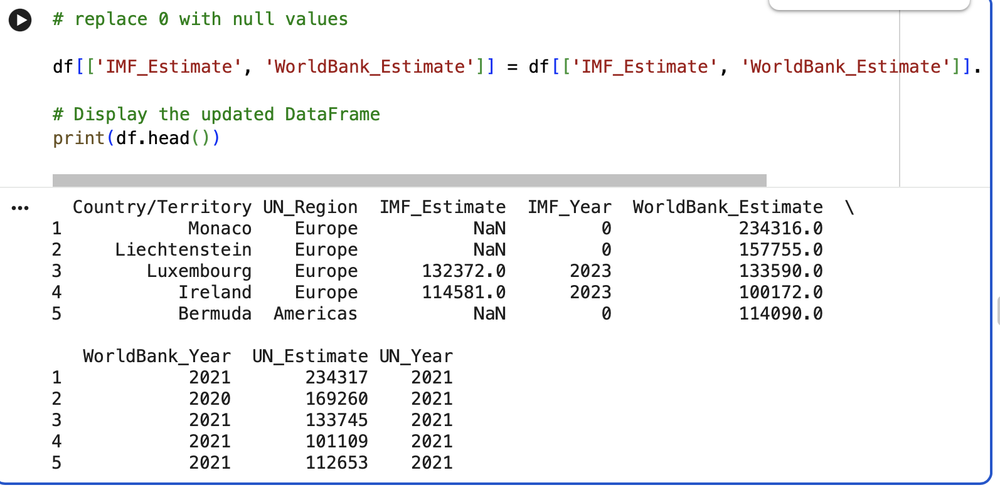 # replace 0 with null values
df[['IMF_Estimate', 'WorldBank_Estimate']] = df[['IMF_Estimate', 'WorldBank_Estimate']].
# Display the updated DataFrame
print(df.head())
Country/Territory UN_Region IMF_Estimate IMF_Year WorldBank_Estimate \
1 Monaco Europe NaN 0 234316.0
2 Liechtenstein Europe NaN 0 157755.0
3 Luxembourg Europe 132372.0 2023 133590.0
4 Ireland Europe 114581.0 2023 100172.0
5 Bermuda Americas NaN 0 114090.0
WorldBank_Year UN_Estimate UN_Year
1 2021 234317 2021
2 2020 169260 2021
3 2021 133745 2021
4 2021 101109 2021
5 2021 112653 2021